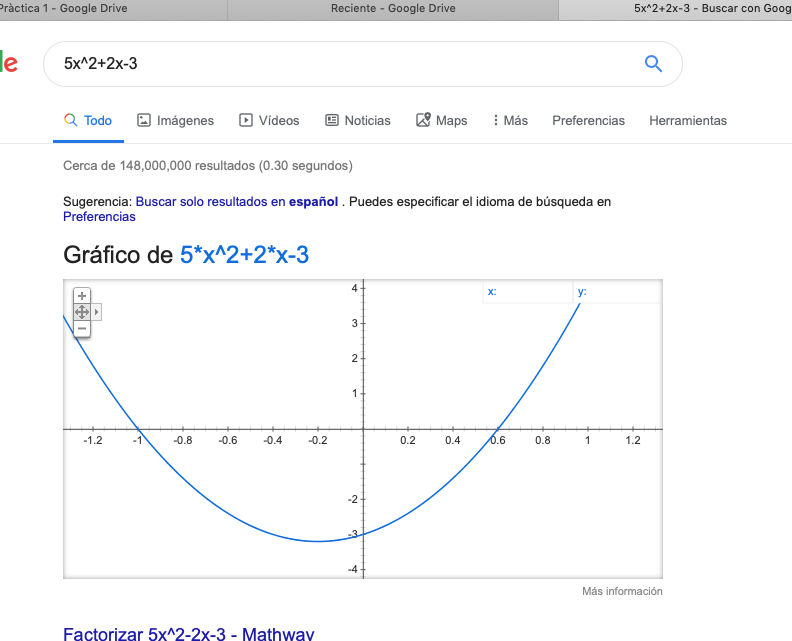 Pràctica 1 - Google Drive
Reciente - Google Drive
5x^2+2x-3 - Buscar con Goog
le
5x^2+2x-3
Todo
Imágenes
Vídeos
Noticias
Maps
Más
Preferencias
Herramientas
Cerca de 148,000,000 resultados (0.30 segundos)
Sugerencia: Buscar solo resultados en español . Puedes especificar el idioma de búsqueda en
Preferencias
Gráfico de 5*x^2+2*x-3
x:
y:
4
3
2
1
-1.2
-1
-0.8
-0.6
-0.4
-0.2
0.2
0.4
0.6
0.8
1
1.2
-2
-3
-4
Más información
Factorizar 5x^2-2x-3 - Mathway